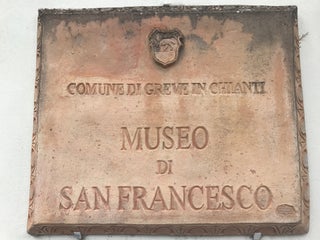 COMUNE DI GREVE IN CHIANTI
MUSEO
DI
SAN FRANCESCO